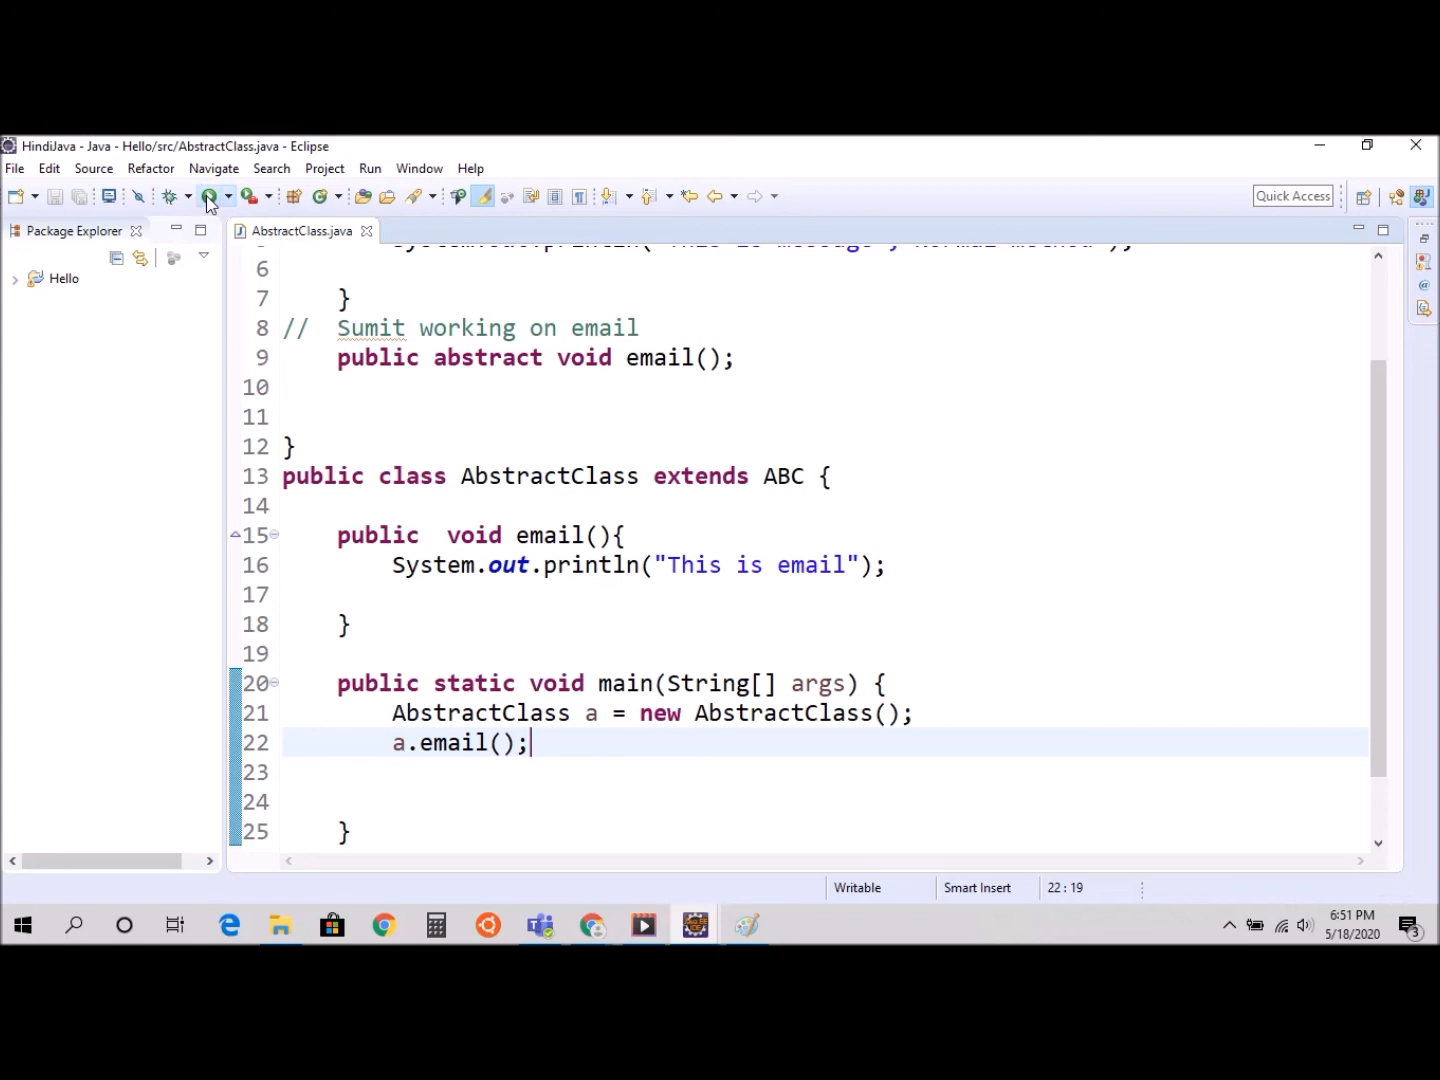 HindiJava - Java - Hello/src/AbstractClass.java - Eclipse
File Edit Source Refactor Navigate Search Project Run Window Help
Quick Access
Package Explorer
AbstractClass.java
Hello
6
7 }
8 // Sumit working on email
9 public abstract void email();
10
11
12 }
13 public class AbstractClass extends ABC {
14
15 public  void email(){
16 System.out.println("This is email");
17
18 }
19
20 public static void main(String[] args) {
21 AbstractClass a = new AbstractClass();
22 a.email();
23
24
25 }
Writable Smart Insert 22 : 19
6:51 PM
5/18/2020
3